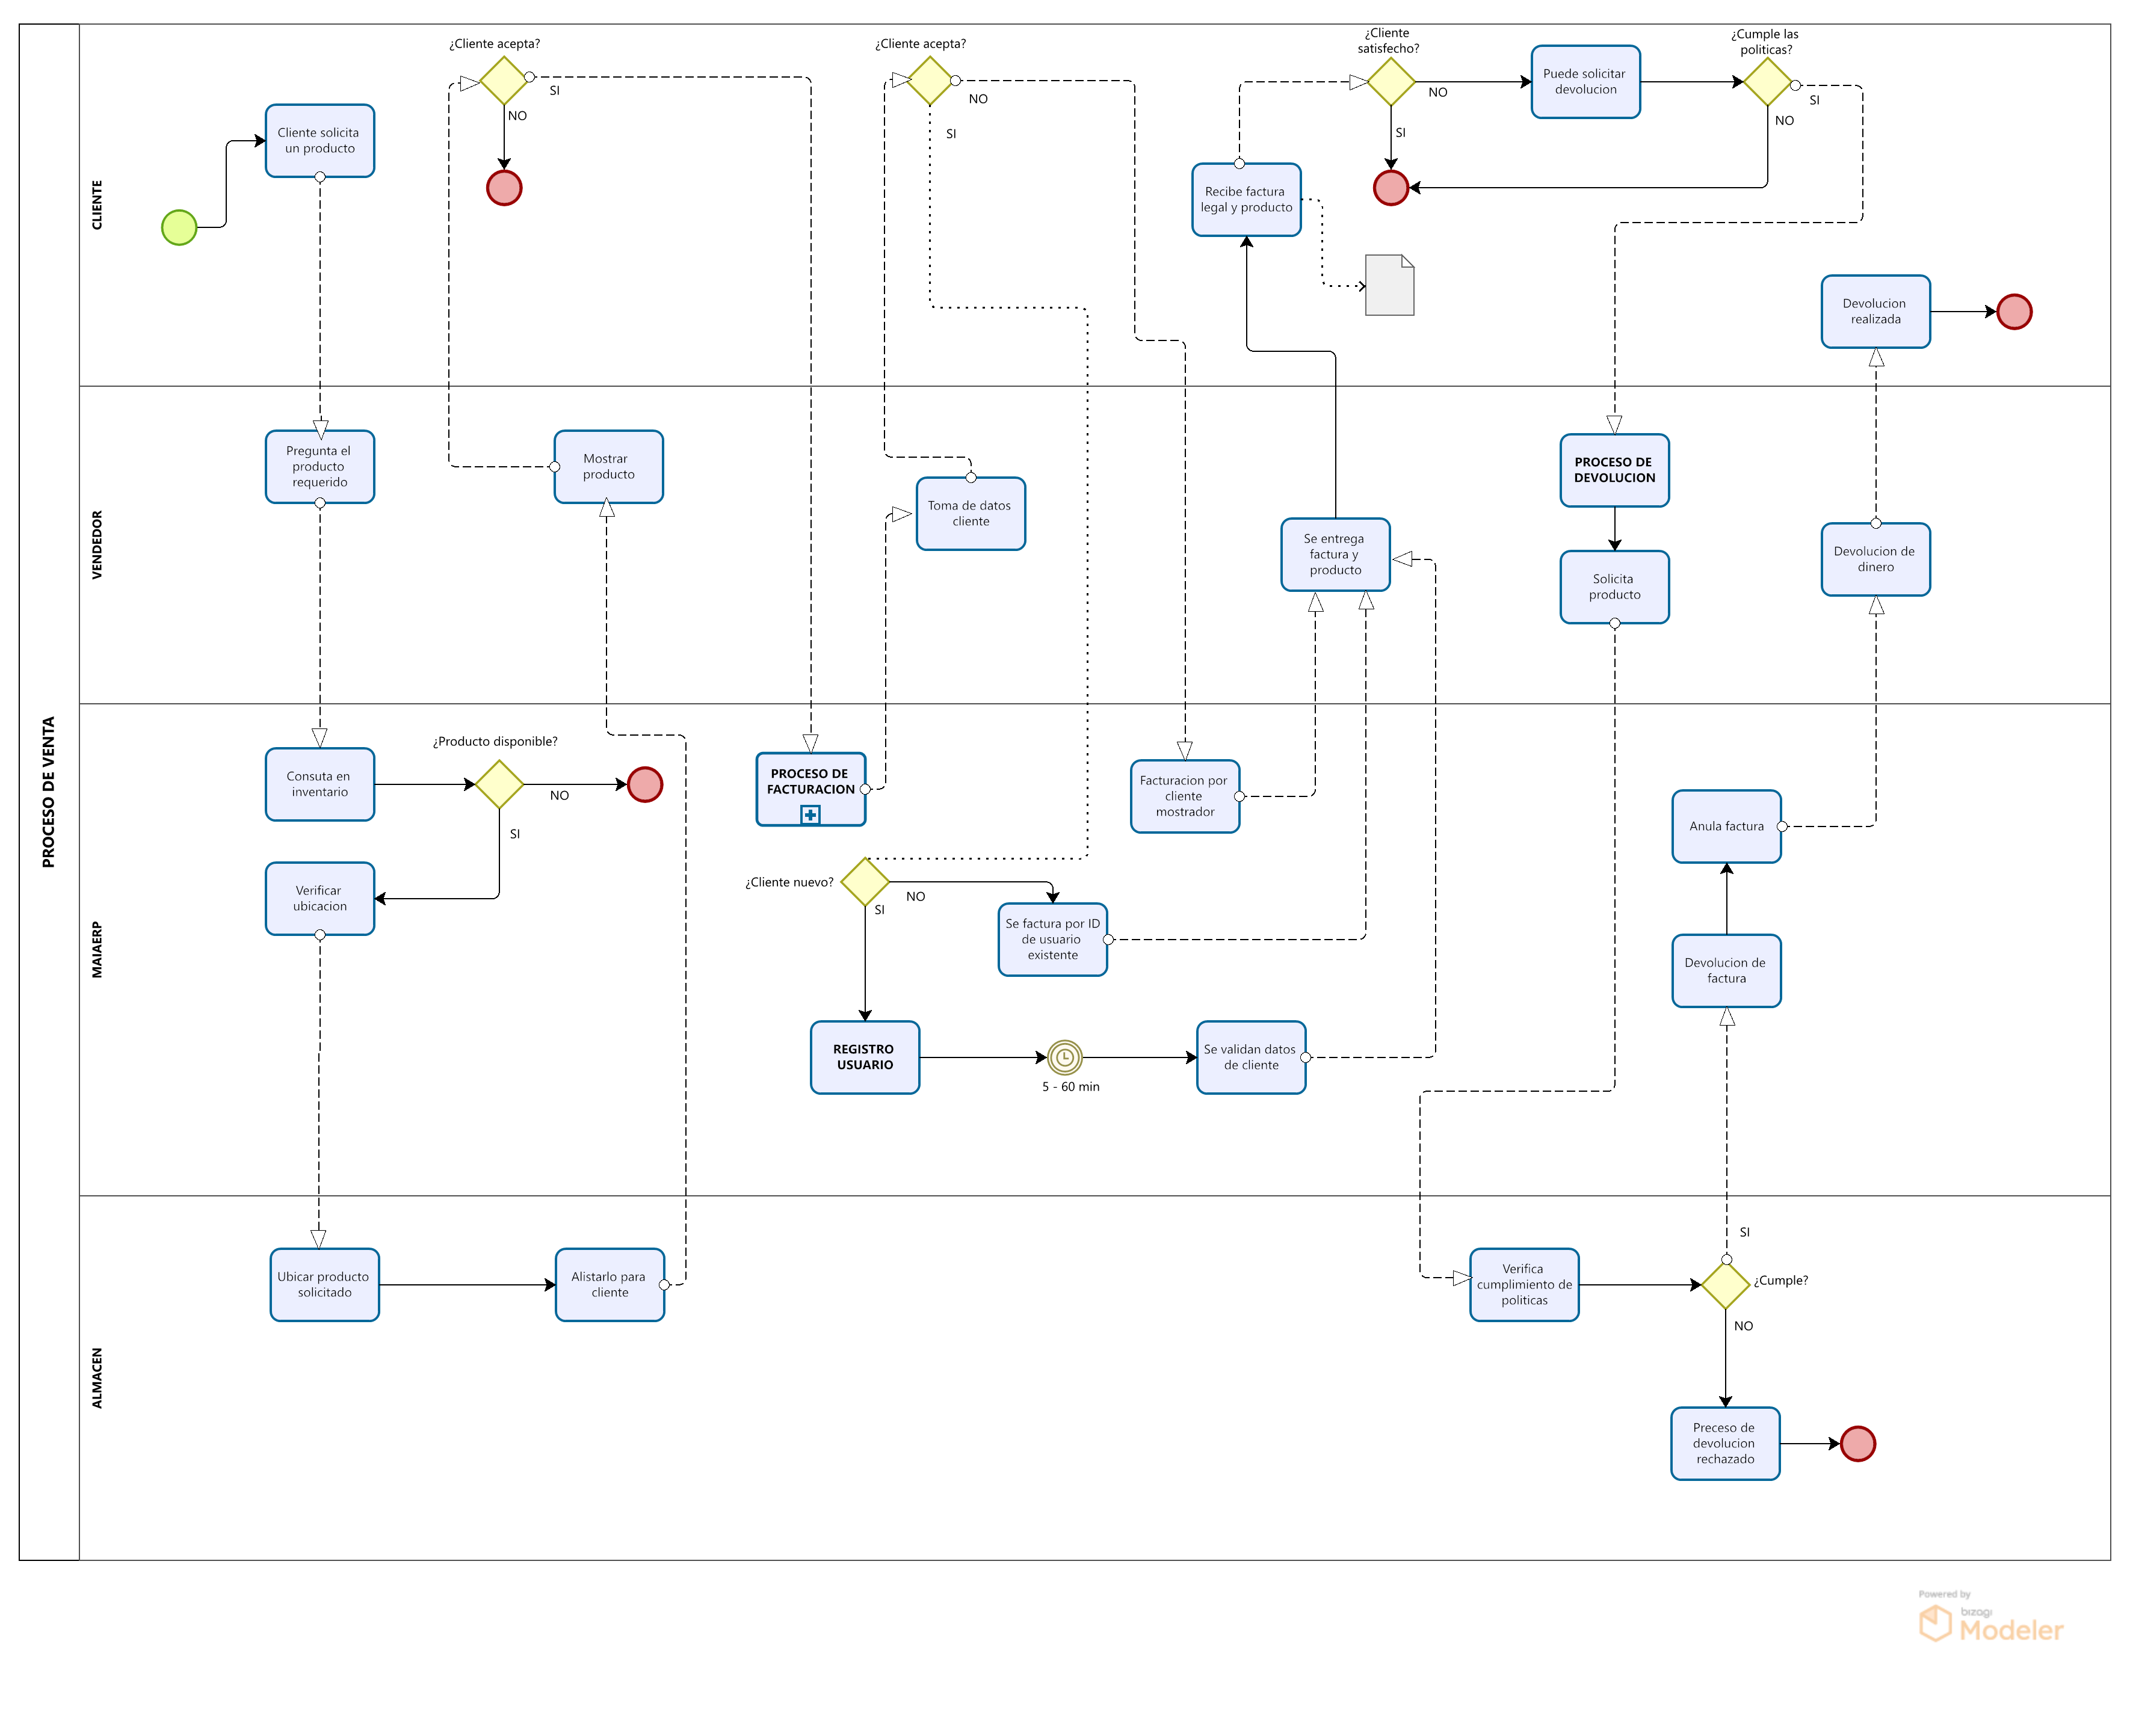 PROCESO DE VENTA
CLIENTE
¿Cliente acepta?
SI
NO
¿Cliente acepta?
NO
SI
¿Cliente
satisfecho?
NO
SI
Puede solicitar
devolucion
¿Cumple las
politicas?
SI
NO
Cliente solicita
un producto
Recibe factura
legal y producto
Devolucion
realizada
VENDEDOR
Pregunta el
producto
requerido
Mostrar
producto
Toma de datos
cliente
Se entrega
factura y
producto
PROCESO DE
DEVOLUCION
Solicita
producto
Devolucion de
dinero
MAIAERP
Consuta en
inventario
¿Producto disponible?
NO
SI
Verificar
ubicacion
PROCESO DE
FACTURACION
Facturacion por
cliente
mostrador
¿Cliente nuevo?
NO
SI
Se factura por ID
de usuario
existente
REGISTRO
USUARIO
5 - 60 min
Se validan datos
de cliente
Anula factura
Devolucion de
factura
ALMACEN
Ubicar producto
solicitado
Alistarlo para
cliente
Verifica
cumplimiento de
politicas
SI
¿Cumple?
NO
Preceso de
devolucion
rechazado
Powered by
bizagi
Modeler